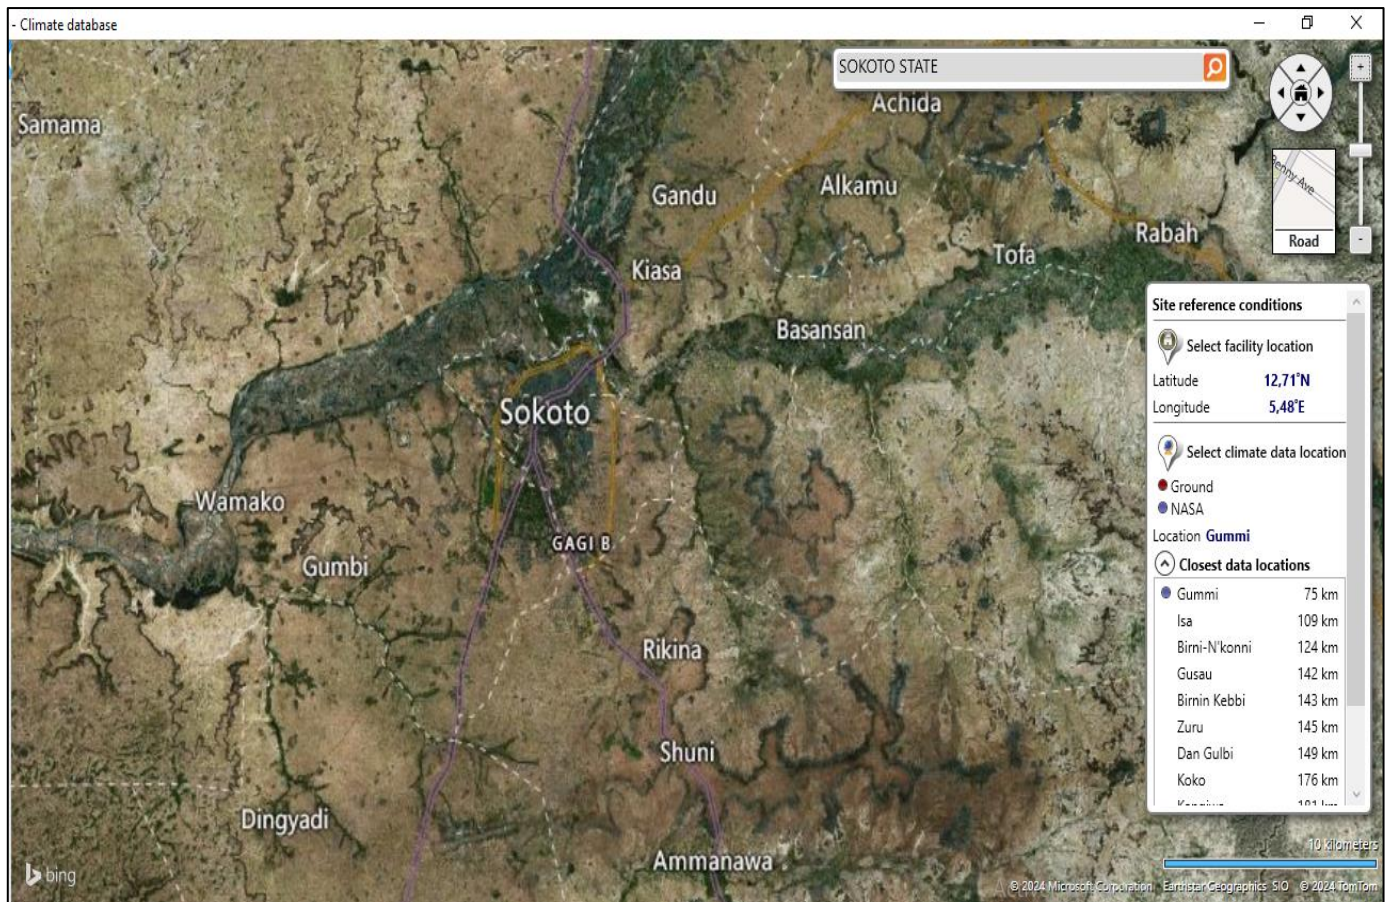 - Climate database
SOKOTO STATE
Achida
Samama
Alkamu
Gandu
Rabah
Tofa
Kiasa
Basansan
Sokoto
Wamako
GAGI B
Gumbi
Rikina
Shuni
Dingyadi
Ammanawa
+
Penny Ave
Road
-
Site reference conditions
Select facility location
Latitude 12,71°N
Longitude 5,48°E
Select climate data location
Ground
NASA
Location Gummi
Closest data locations
Gummi 75 km
Isa 109 km
Birni-N'konni 124 km
Gusau 142 km
Birnin Kebbi 143 km
Zuru 145 km
Dan Gulbi 149 km
Koko 176 km
10 kilometers
bing
© 2024 Microsoft Corporation Earthstar Geographics SIO © 2024 TomTom